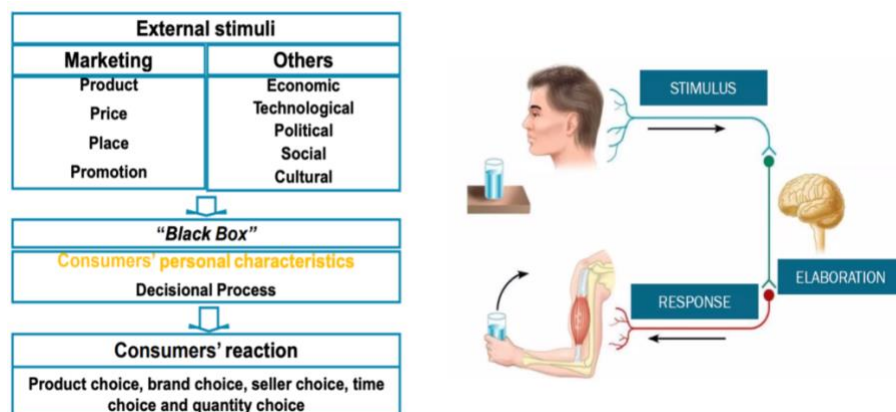 External stimuli
Marketing
Product
Price
Place
Promotion
Others
Economic
Technological
Political
Social
Cultural
“Black Box”
Consumers’ personal characteristics
Decisional Process
Consumers’ reaction
Product choice, brand choice, seller choice, time
choice and quantity choice
STIMULUS
ELABORATION
RESPONSE